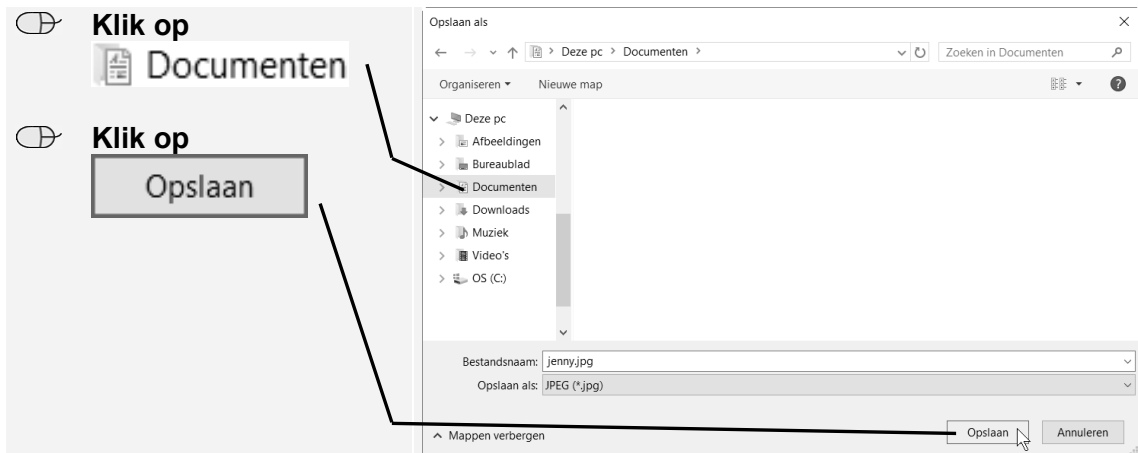 Klik op
Documenten
Klik op
Opslaan
Opslaan als
Deze pc > Documenten >
Zoeken in Documenten
Organiseren
Nieuwe map
Deze pc
Afbeeldingen
Bureaublad
Documenten
Downloads
Muziek
Video's
OS (C:)
Bestandsnaam: jenny.jpg
Opslaan als: JPEG (*.jpg)
Mappen verbergen
Opslaan
Annuleren